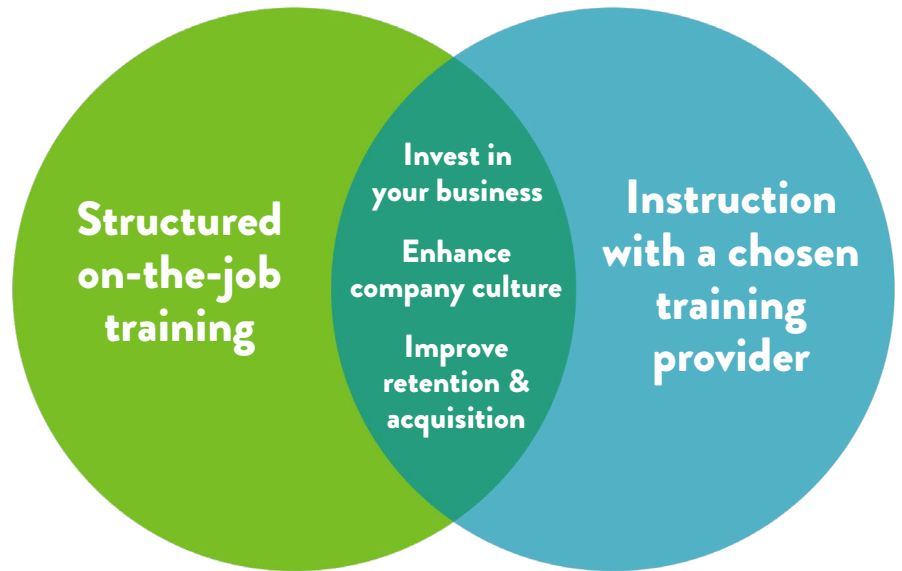 Structured
on-the-job
training
Invest in
your business
Enhance
company culture
Improve
retention &
acquisition
Instruction
with a chosen
training
provider